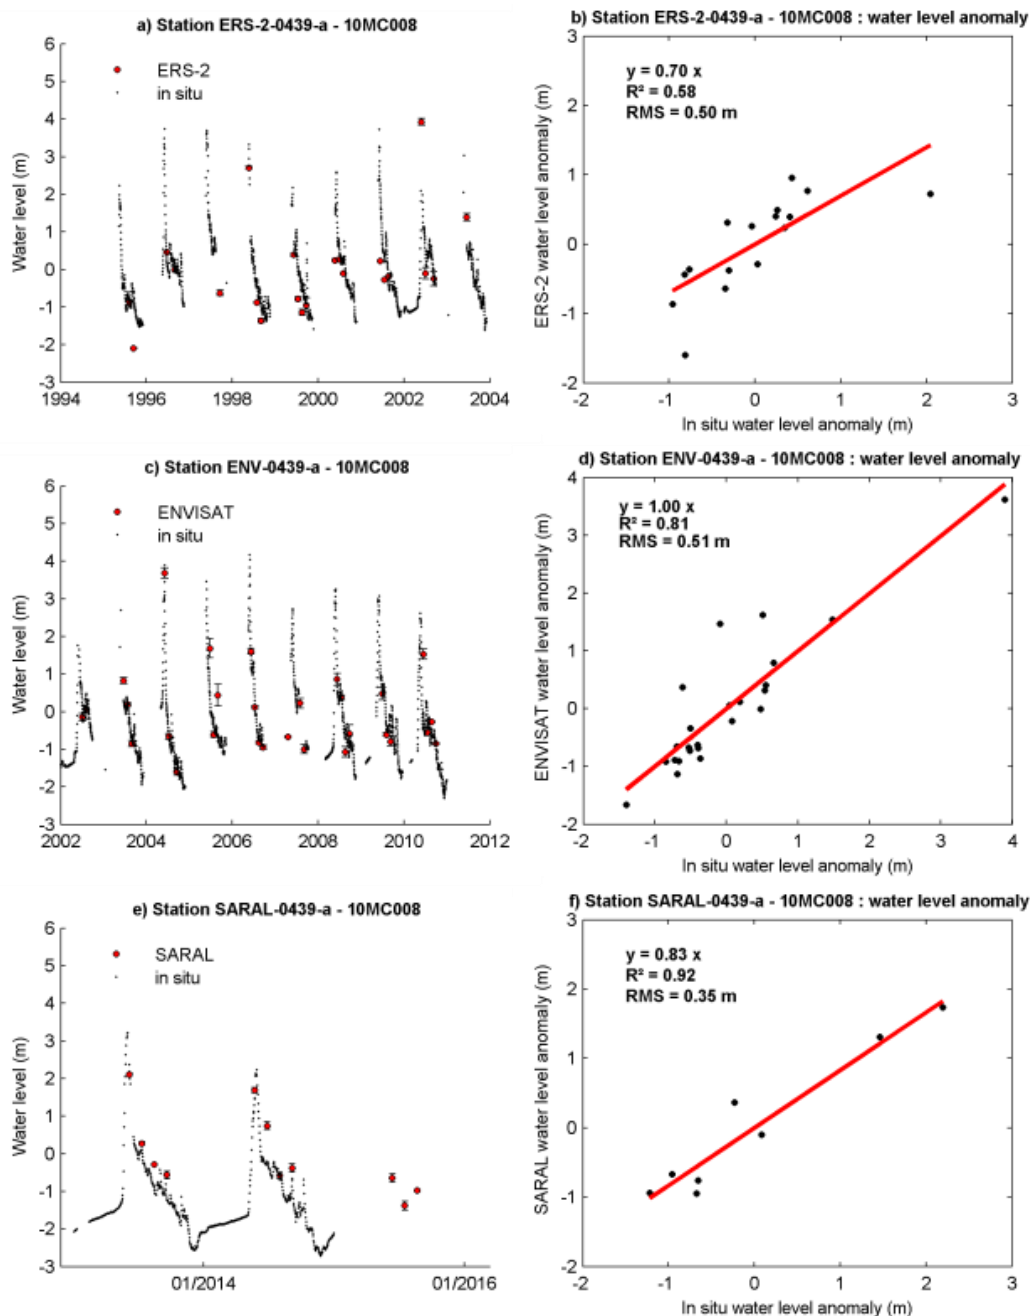 a) Station ERS-2-0439-a - 10MC008
6
5
4
3
2
1
0
-1
-2
-3
Water level (m)
ERS-2
in situ
1994
1996
1998
2000
2002
2004
b) Station ERS-2-0439-a - 10MC008 : water level anomaly
3
2
1
0
-1
-2
ERS-2 water level anomaly (m)
y = 0.70 x
R² = 0.58
RMS = 0.50 m
-2
-1
0
1
2
3
In situ water level anomaly (m)
c) Station ENV-0439-a - 10MC008
6
5
4
3
2
1
0
-1
-2
-3
Water level (m)
ENVISAT
in situ
2002
2004
2006
2008
2010
2012
d) Station ENV-0439-a - 10MC008 : water level anomaly
4
3
2
1
0
-1
-2
ENVISAT water level anomaly (m)
y = 1.00 x
R² = 0.81
RMS = 0.51 m
-2
-1
0
1
2
3
4
In situ water level anomaly (m)
e) Station SARAL-0439-a - 10MC008
6
5
4
3
2
1
0
-1
-2
-3
Water level (m)
SARAL
in situ
01/2014
01/2016
f) Station SARAL-0439-a - 10MC008 : water level anomaly
3
2
1
0
-1
-2
SARAL water level anomaly (m)
y = 0.83 x
R² = 0.92
RMS = 0.35 m
-2
-1
0
1
2
3
In situ water level anomaly (m)